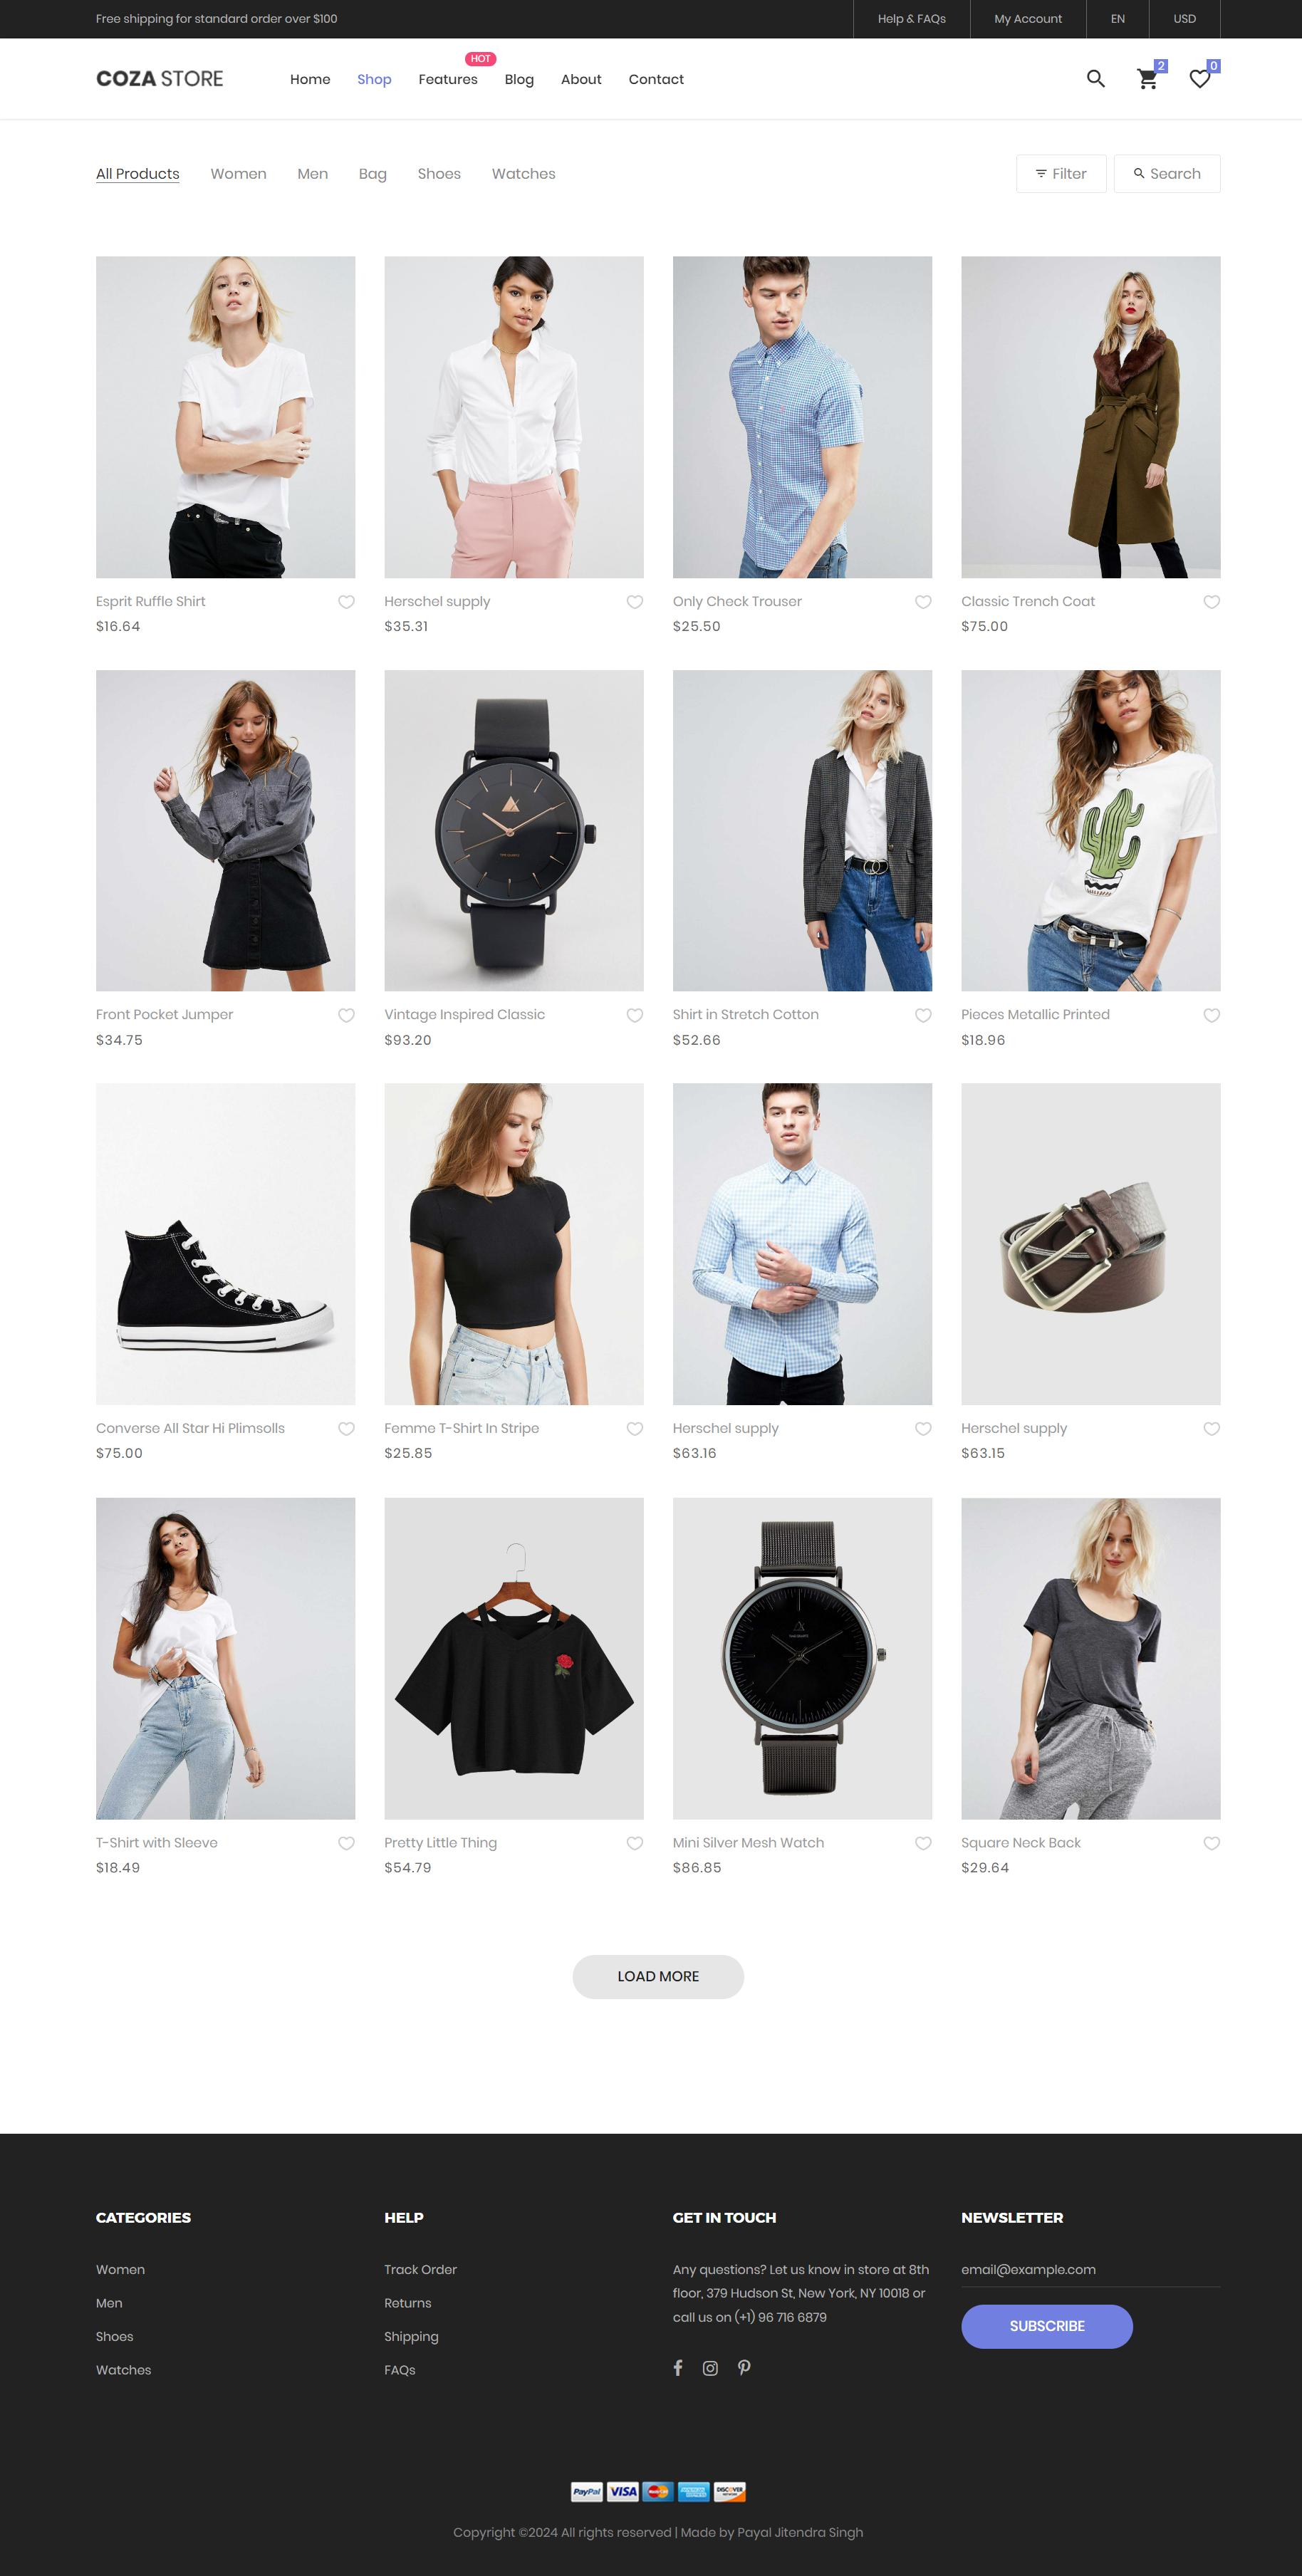 Free shipping for standard order over $100
Help & FAQs
My Account
EN
USD
COZA STORE
Home
Shop
Features
HOT
Blog
About
Contact
2
0
All Products
Women
Men
Bag
Shoes
Watches
Filter
Search
Esprit Ruffle Shirt
$16.64
Herschel supply
$35.31
Only Check Trouser
$25.50
Classic Trench Coat
$75.00
Front Pocket Jumper
$34.75
Vintage Inspired Classic
$93.20
Shirt in Stretch Cotton
$52.66
Pieces Metallic Printed
$18.96
Converse All Star Hi Plimsolls
$75.00
Femme T-Shirt In Stripe
$25.85
Herschel supply
$63.16
Herschel supply
$63.15
T-Shirt with Sleeve
$18.49
Pretty Little Thing
$54.79
Mini Silver Mesh Watch
$86.85
Square Neck Back
$29.64
LOAD MORE
CATEGORIES
Women
Men
Shoes
Watches
HELP
Track Order
Returns
Shipping
FAQs
GET IN TOUCH
Any questions? Let us know in store at 8th
floor, 379 Hudson St, New York, NY 10018 or
call us on (+1) 96 716 6879
NEWSLETTER
email@example.com
SUBSCRIBE
PayPal
VISA
MasterCard
DISCOVER
Copyright ©2024 All rights reserved | Made by Payal Jitendra Singh